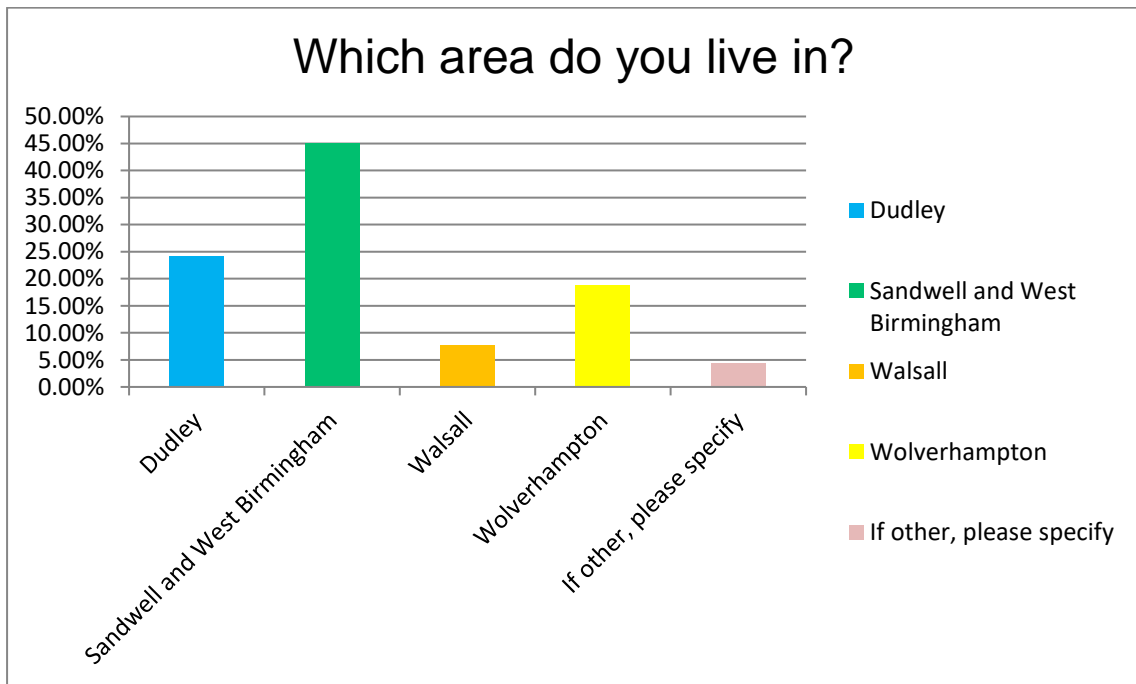 Which area do you live in?
50.00%
45.00%
40.00%
35.00%
30.00%
25.00%
20.00%
15.00%
10.00%
5.00%
0.00%
Dudley
Sandwell and West Birmingham
Walsall
Wolverhampton
If other, please specify
Dudley
Sandwell and West
Birmingham
Walsall
Wolverhampton
If other, please specify